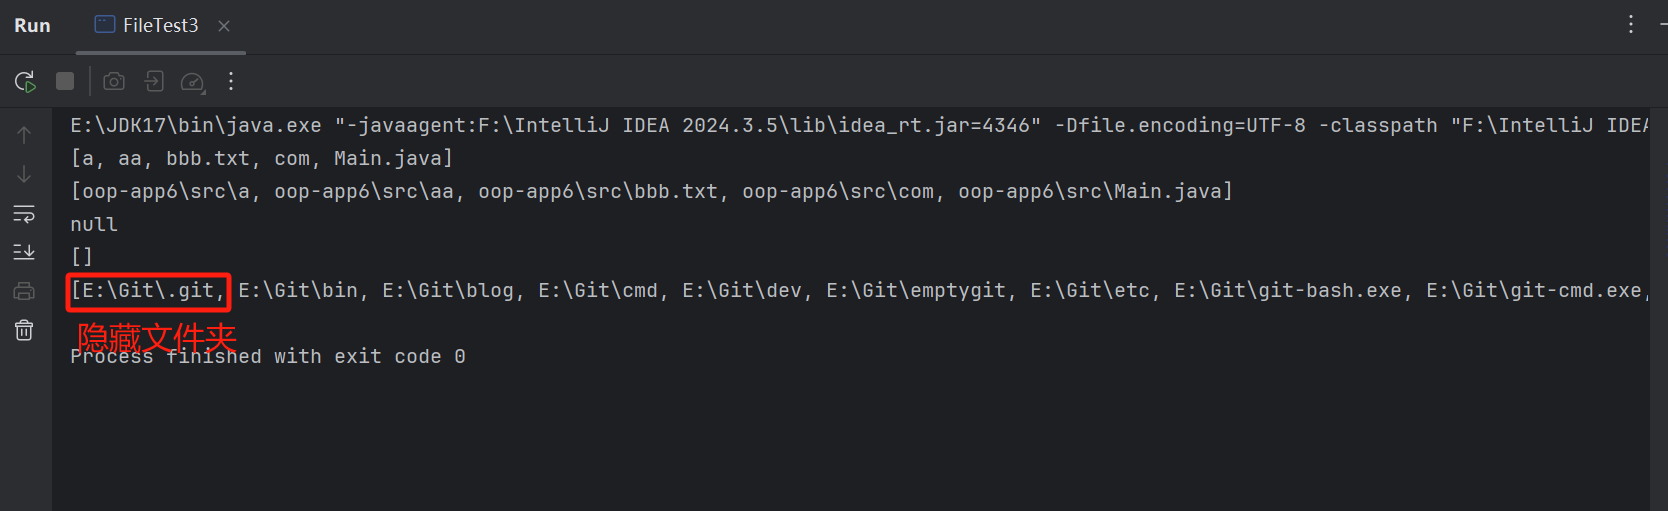 Run FileTest3
E:\JDK17\bin\java.exe "-javaagent:F:\IntelliJ IDEA 2024.3.5\lib\idea_rt.jar=4346" -Dfile.encoding=UTF-8 -classpath "F:\IntelliJ IDEA
[a, aa, bbb.txt, com, Main.java]
[oop-app6\src\a, oop-app6\src\aa, oop-app6\src\bbb.txt, oop-app6\src\com, oop-app6\src\Main.java]
null
[]
[E:\Git\.git, E:\Git\bin, E:\Git\blog, E:\Git\cmd, E:\Git\dev, E:\Git\emptygit, E:\Git\etc, E:\Git\git-bash.exe, E:\Git\git-cmd.exe,
隐藏文件夹
Process finished with exit code 0